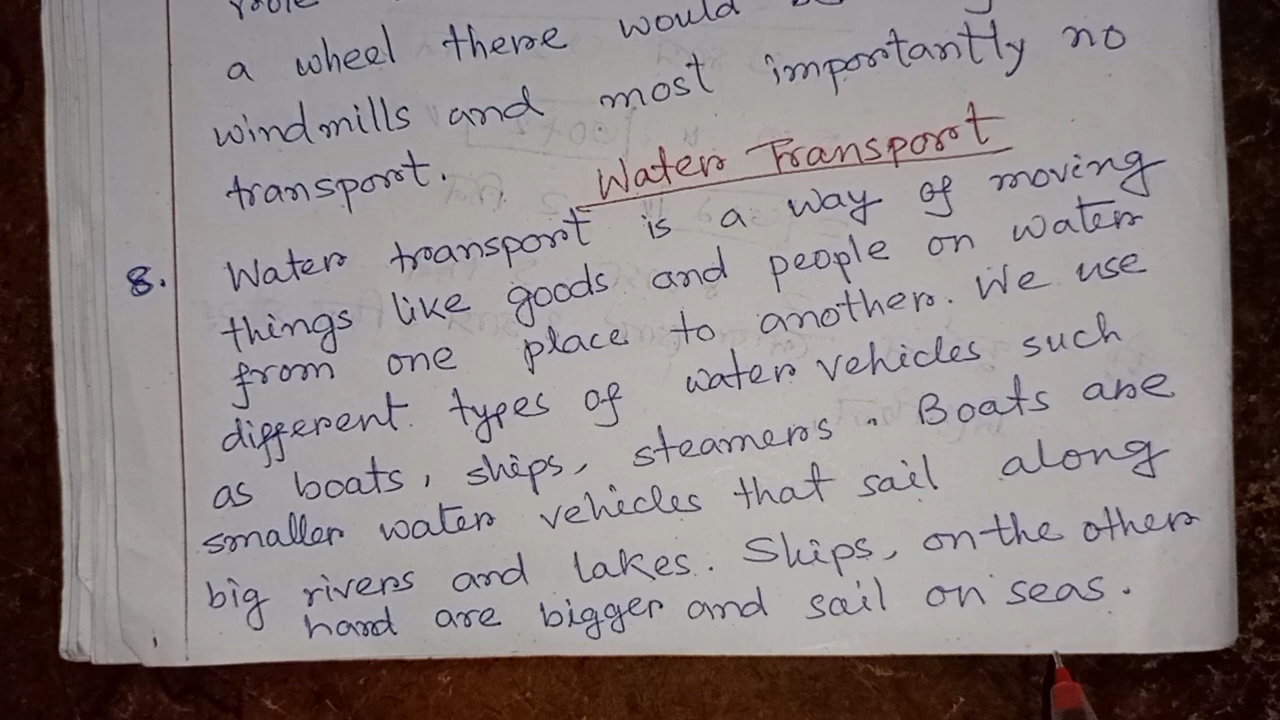 a wheel there would
windmills and most importantly no
transport.
Water Transport
8. Water transport is a way of moving
things like goods and people on water
from one place to another. We use
different types of water vehicles such
as boats, ships, steamers. Boats are
smaller water vehicles that sail along
big rivers and lakes. Ships, on the other
hand are bigger and sail on seas.